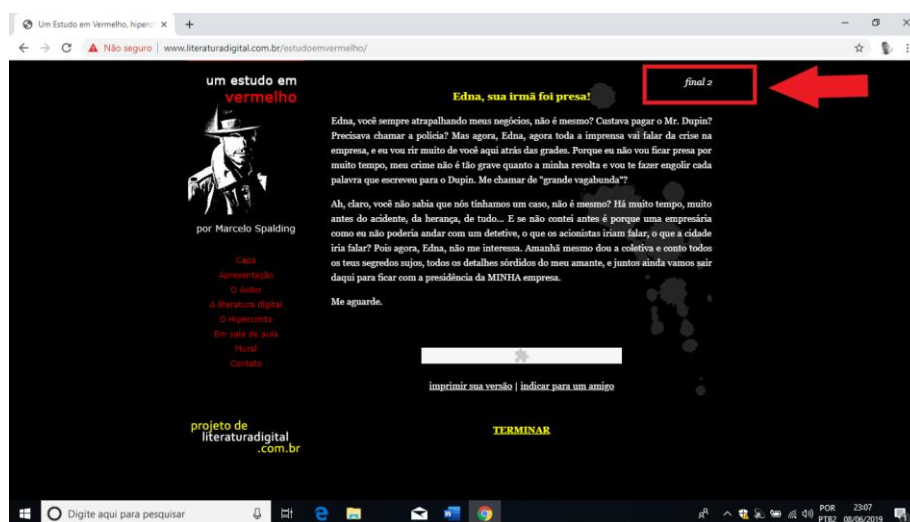 Um Estudo em Vermelho, hiperc
Não seguro | www.literaturadigital.com.br/estudoemvermelho/
um estudo em
vermelho
por Marcelo Spalding
Capa
Apresentação
O Autor
A literatura digital
O Hiperconto
Em sala de aula
Mural
Contato
projeto de
literaturadigital
.com.br
final 2
Edna, sua irmã foi presa!
Edna, você sempre atrapalhando meus negócios, não é mesmo? Custava pagar o Mr. Dupin?
Precisava chamar a polícia? Mas agora, Edna, agora toda a imprensa vai falar da crise na
empresa, e eu vou rir muito de você aqui atrás das grades. Porque eu não vou ficar presa por
muito tempo, meu crime não é tão grave quanto a minha revolta e vou te fazer engolir cada
palavra que escreveu para o Dupin. Me chamar de "grande vagabunda"?
Ah, claro, você não sabia que nós tínhamos um caso, não é mesmo? Há muito tempo, muito
antes do acidente, da herança, de tudo... E se não contei antes é porque uma empresária
como eu não poderia andar com um detetive, o que os acionistas iriam falar, o que a cidade
iria falar? Pois agora, Edna, não me interessa. Amanhã mesmo dou a coletiva e conto todos
os teus segredos sujos, todos os detalhes sórdidos do meu amante, e juntos ainda vamos sair
daqui para ficar com a presidência da MINHA empresa.
Me aguarde.
imprimir sua versão | indicar para um amigo
TERMINAR
Digite aqui para pesquisar
POR
PTB2
23:07
08/06/2019